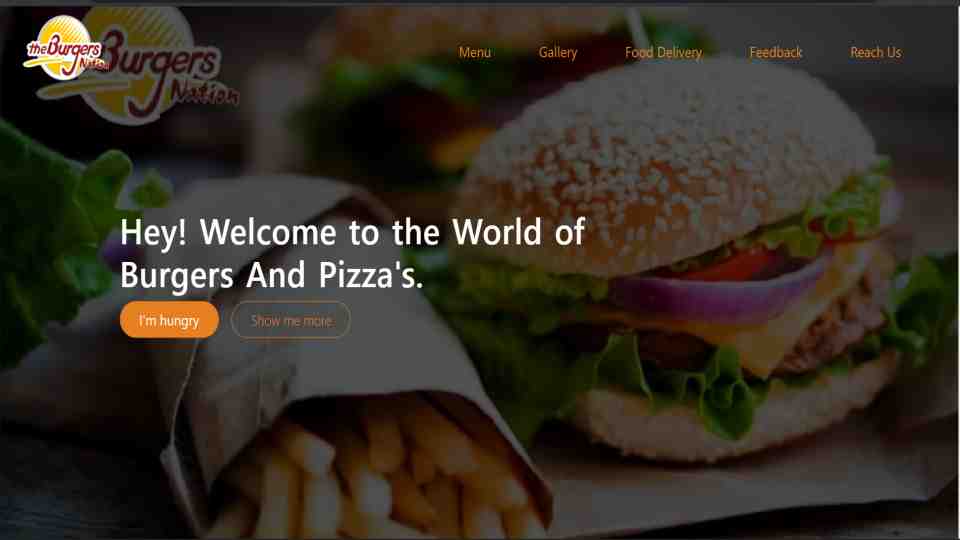 the Burgers
Nation
Burgers
Nation
Menu
Gallery
Food Delivery
Feedback
Reach Us
Hey! Welcome to the World of
Burgers And Pizza's.
I'm hungry
Show me more